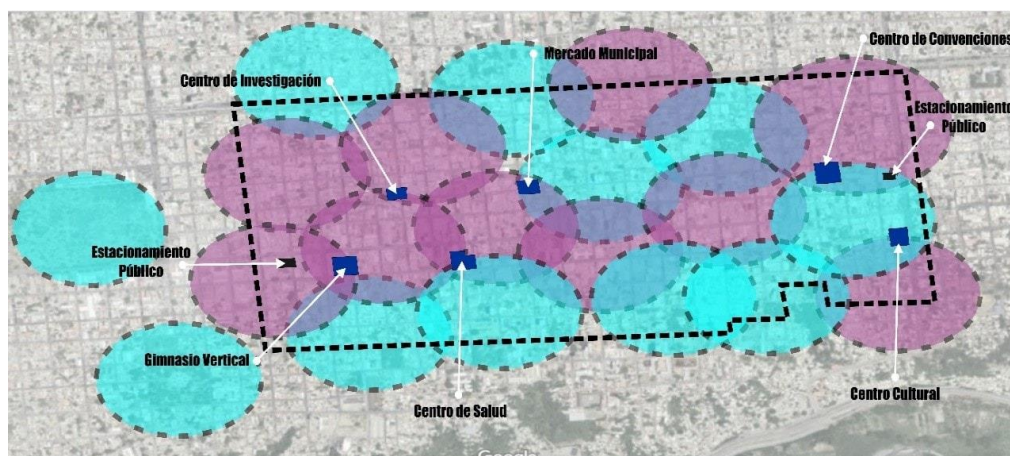 Centro de Convenciones
Mercado Municipal
Centro de Investigación
Estacionamiento
Público
Estacionamiento
Público
Gimnasio Vertical
Centro de Salud
Centro Cultural
Google